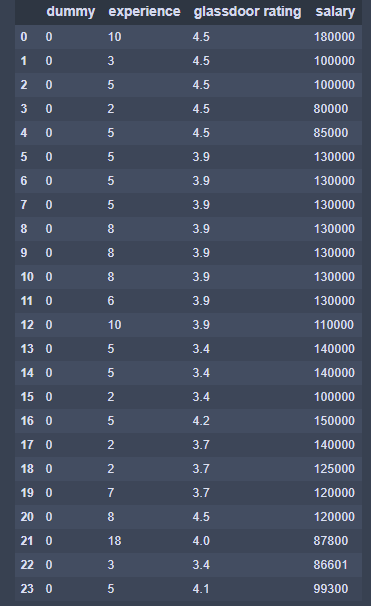 dummy experience glassdoor rating salary
0 0 10 4.5 180000
1 0 3 4.5 100000
2 0 5 4.5 100000
3 0 2 4.5 80000
4 0 5 4.5 85000
5 0 5 3.9 130000
6 0 5 3.9 130000
7 0 5 3.9 130000
8 0 8 3.9 130000
9 0 8 3.9 130000
10 0 8 3.9 130000
11 0 6 3.9 130000
12 0 10 3.9 110000
13 0 5 3.4 140000
14 0 5 3.4 140000
15 0 2 3.4 100000
16 0 5 4.2 150000
17 0 2 3.7 140000
18 0 2 3.7 125000
19 0 7 3.7 120000
20 0 8 4.5 120000
21 0 18 4.0 87800
22 0 3 3.4 86601
23 0 5 4.1 99300